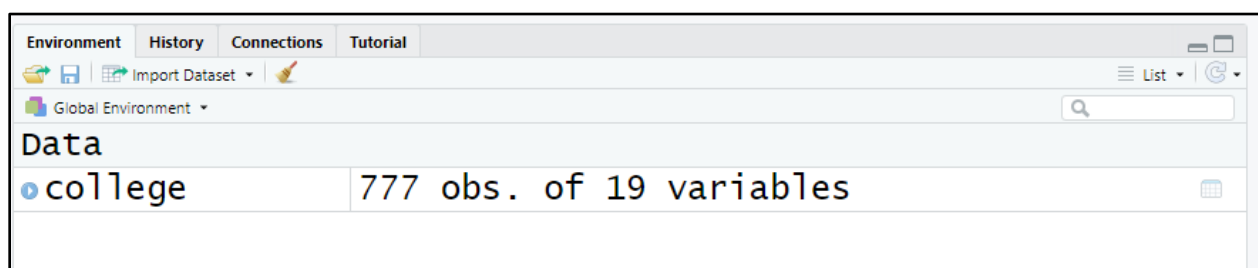 Environment History Connections Tutorial
Import Dataset List
Global Environment
Data
college 777 obs. of 19 variables